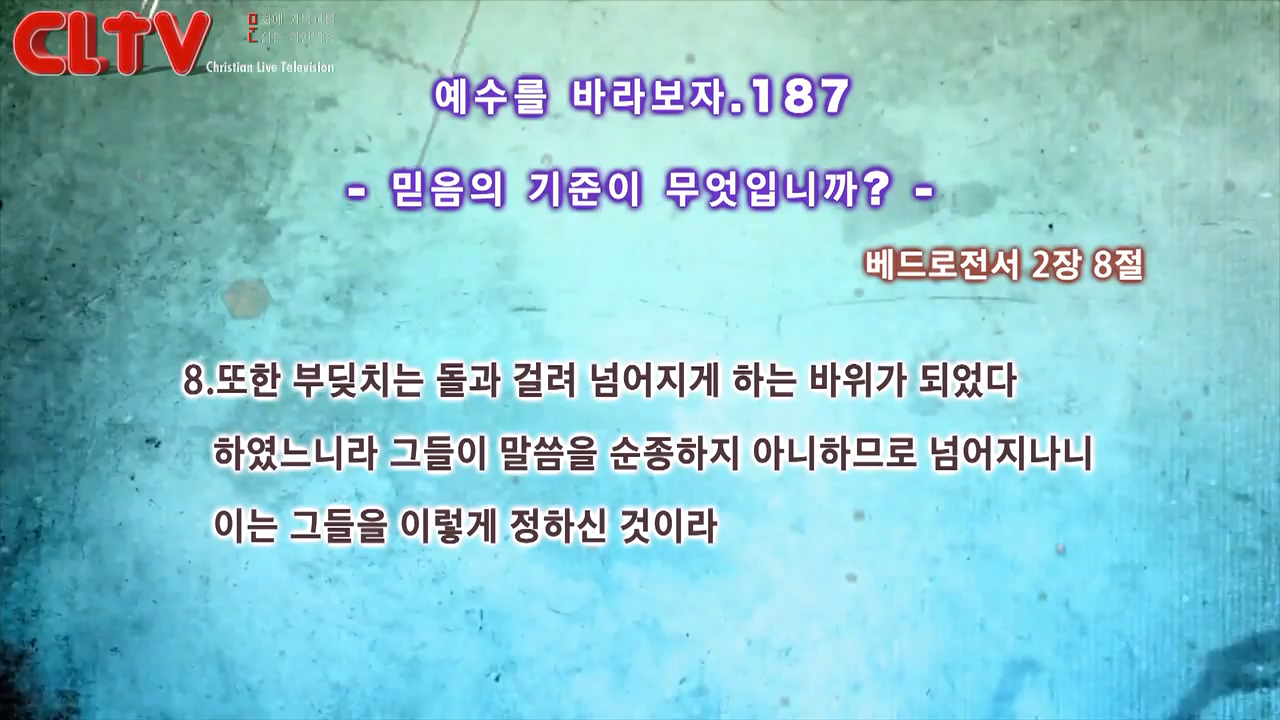 CLTV
Christian Live Television
예수를 바라보자.187
- 믿음의 기준이 무엇입니까? -
베드로전서 2장 8절
8.또한 부딪치는 돌과 걸려 넘어지게 하는 바위가 되었다
하였느니라 그들이 말씀을 순종하지 아니하므로 넘어지나니
이는 그들을 이렇게 정하신 것이라